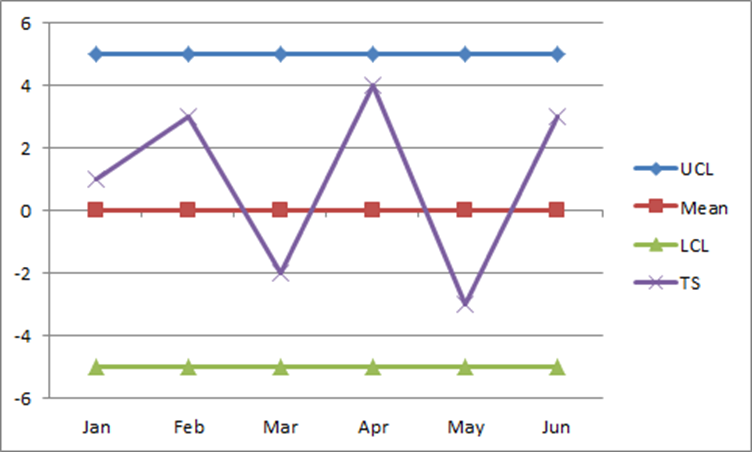 6
4
2
0
-2
-4
-6
Jan Feb Mar Apr May Jun
UCL
Mean
LCL
TS